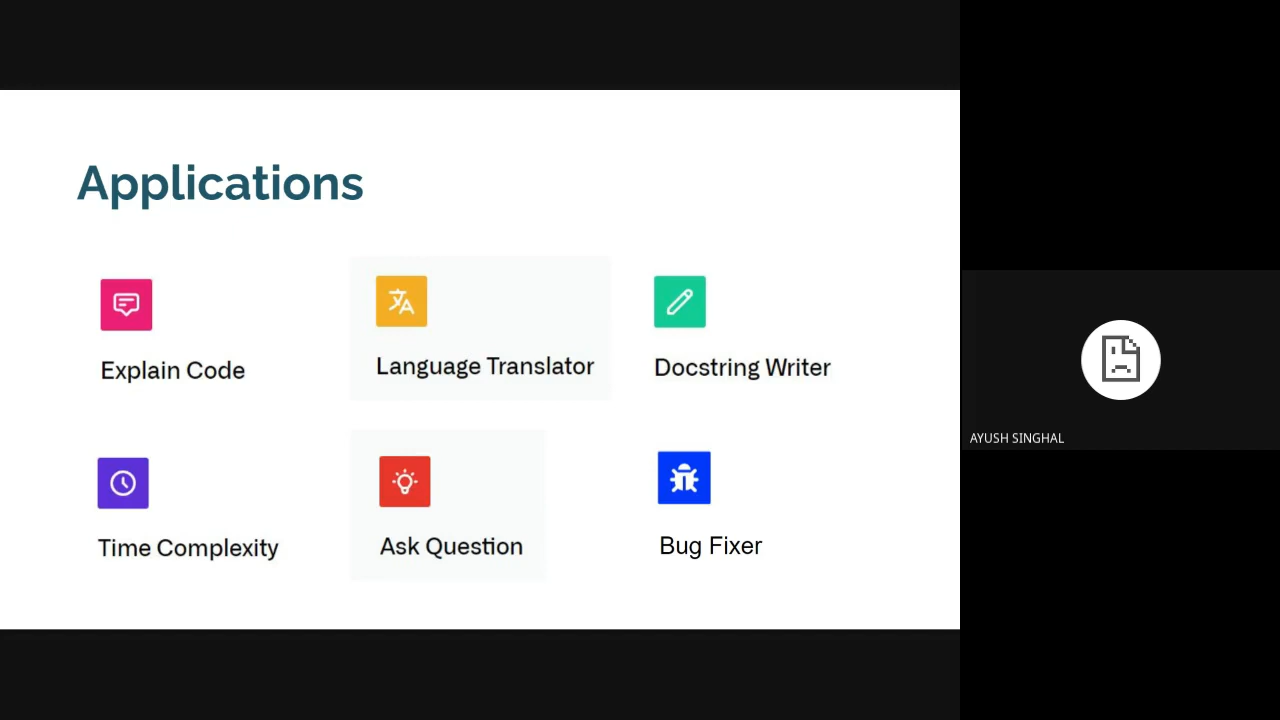 Applications
Explain Code
Language Translator
Docstring Writer
Time Complexity
Ask Question
Bug Fixer
AYUSH SINGHAL